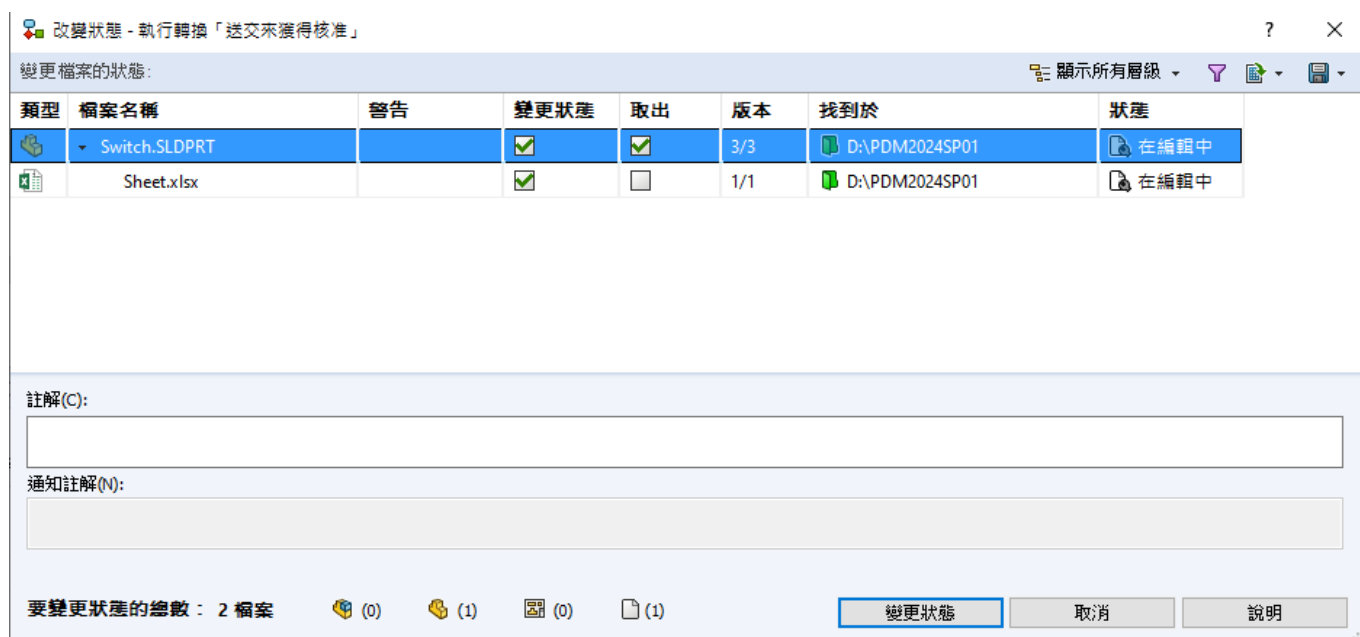 改變狀態 - 執行轉換「送交來獲得核准」 ?
變更檔案的狀態: 顯示所有層級
類型 檔案名稱 警告 變更狀態 取出 版本 找到於 狀態
Switch.SLDPRT 3/3 D:\PDM2024SP01 在編輯中
Sheet.xlsx 1/1 D:\PDM2024SP01 在編輯中
註解(C):
通知註解(N):
要變更狀態的總數： 2 檔案 (0) (1) (0) (1) 變更狀態 取消 說明